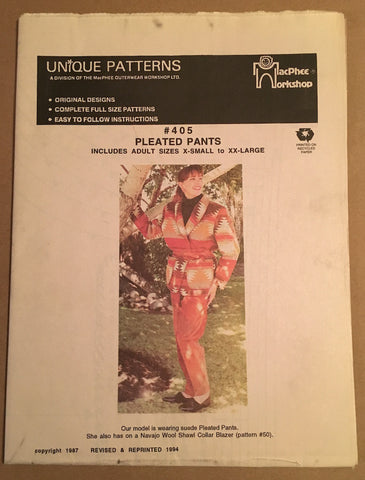 UNIQUE PATTERNS
A DIVISION OF THE MacPHEE OUTERWEAR WORKSHOP LTD.
MacPhee
Workshop
• ORIGINAL DESIGNS
• COMPLETE FULL SIZE PATTERNS
• EASY TO FOLLOW INSTRUCTIONS
#405
PLEATED PANTS
INCLUDES ADULT SIZES X-SMALL to XX-LARGE
PRINTED ON
RECYCLED
PAPER
Our model is wearing suede Pleated Pants.
She also has on a Navajo Wool Shawl Collar Blazer (pattern #50).
copyright 1987 REVISED & REPRINTED 1994